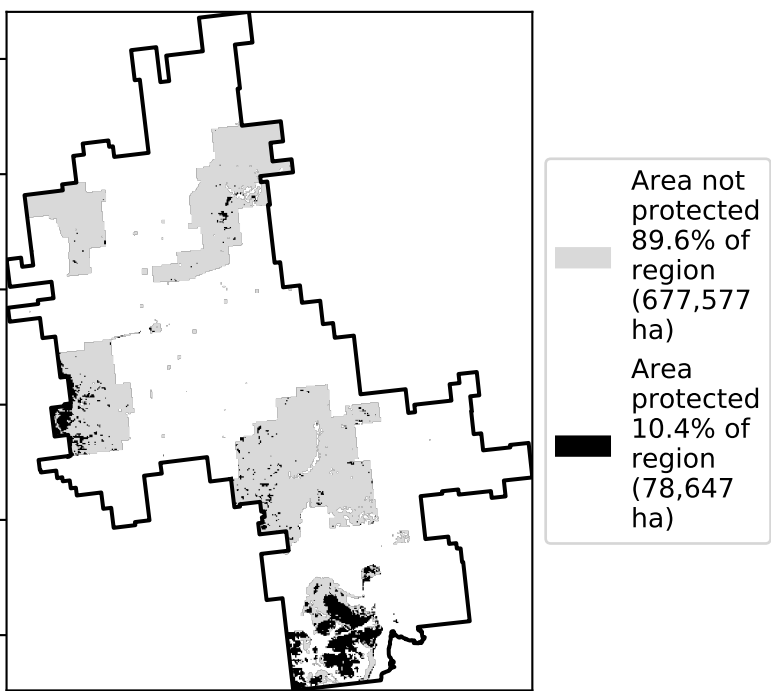 Area not
protected
89.6% of
region
(677,577
ha)
Area
protected
10.4% of
region
(78,647
ha)